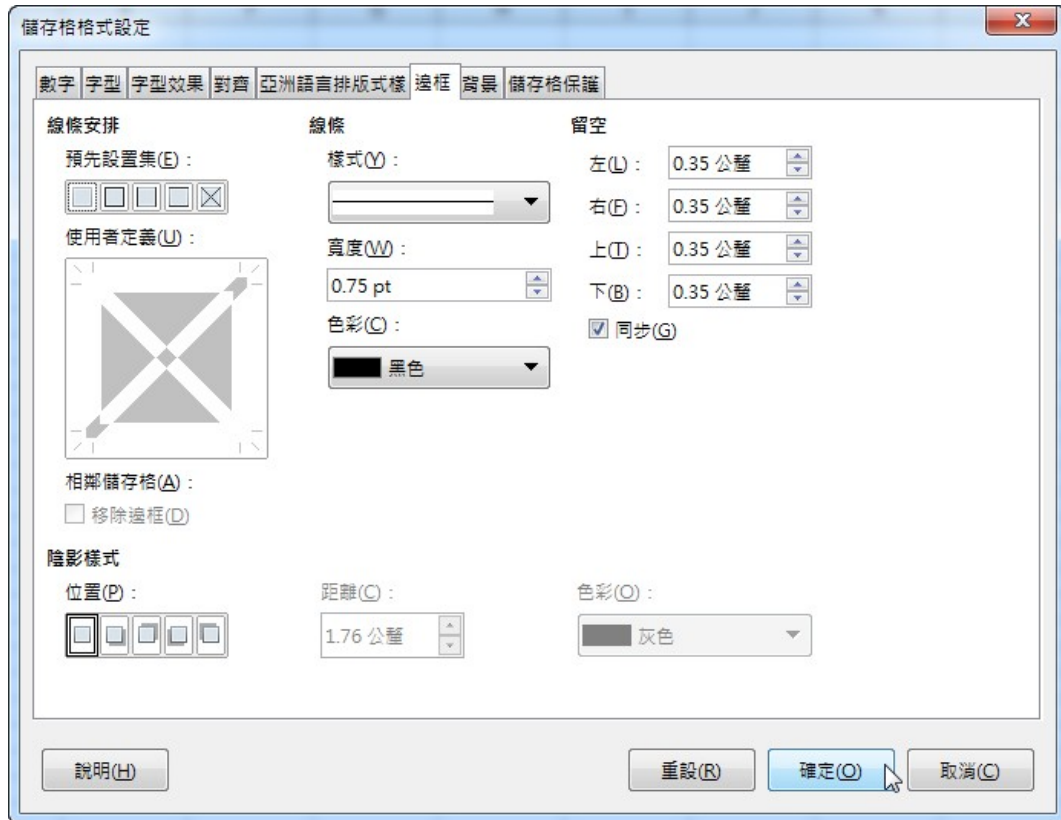 儲存格格式設定
數字 字型 字型效果 對齊 亞洲語言排版式樣 邊框 背景 儲存格保護
線條安排
預先設置集(E)：
使用者定義(U)：
相鄰儲存格(A)：
移除邊框(D)
線條
樣式(Y)：
寬度(W)：
0.75 pt
色彩(C)：
黑色
留空
左(L)： 0.35 公釐
右(F)： 0.35 公釐
上(T)： 0.35 公釐
下(B)： 0.35 公釐
同步(G)
陰影樣式
位置(P)：
距離(C)：
1.76 公釐
色彩(O)：
灰色
說明(H) 重設(R) 確定(O) 取消(C)